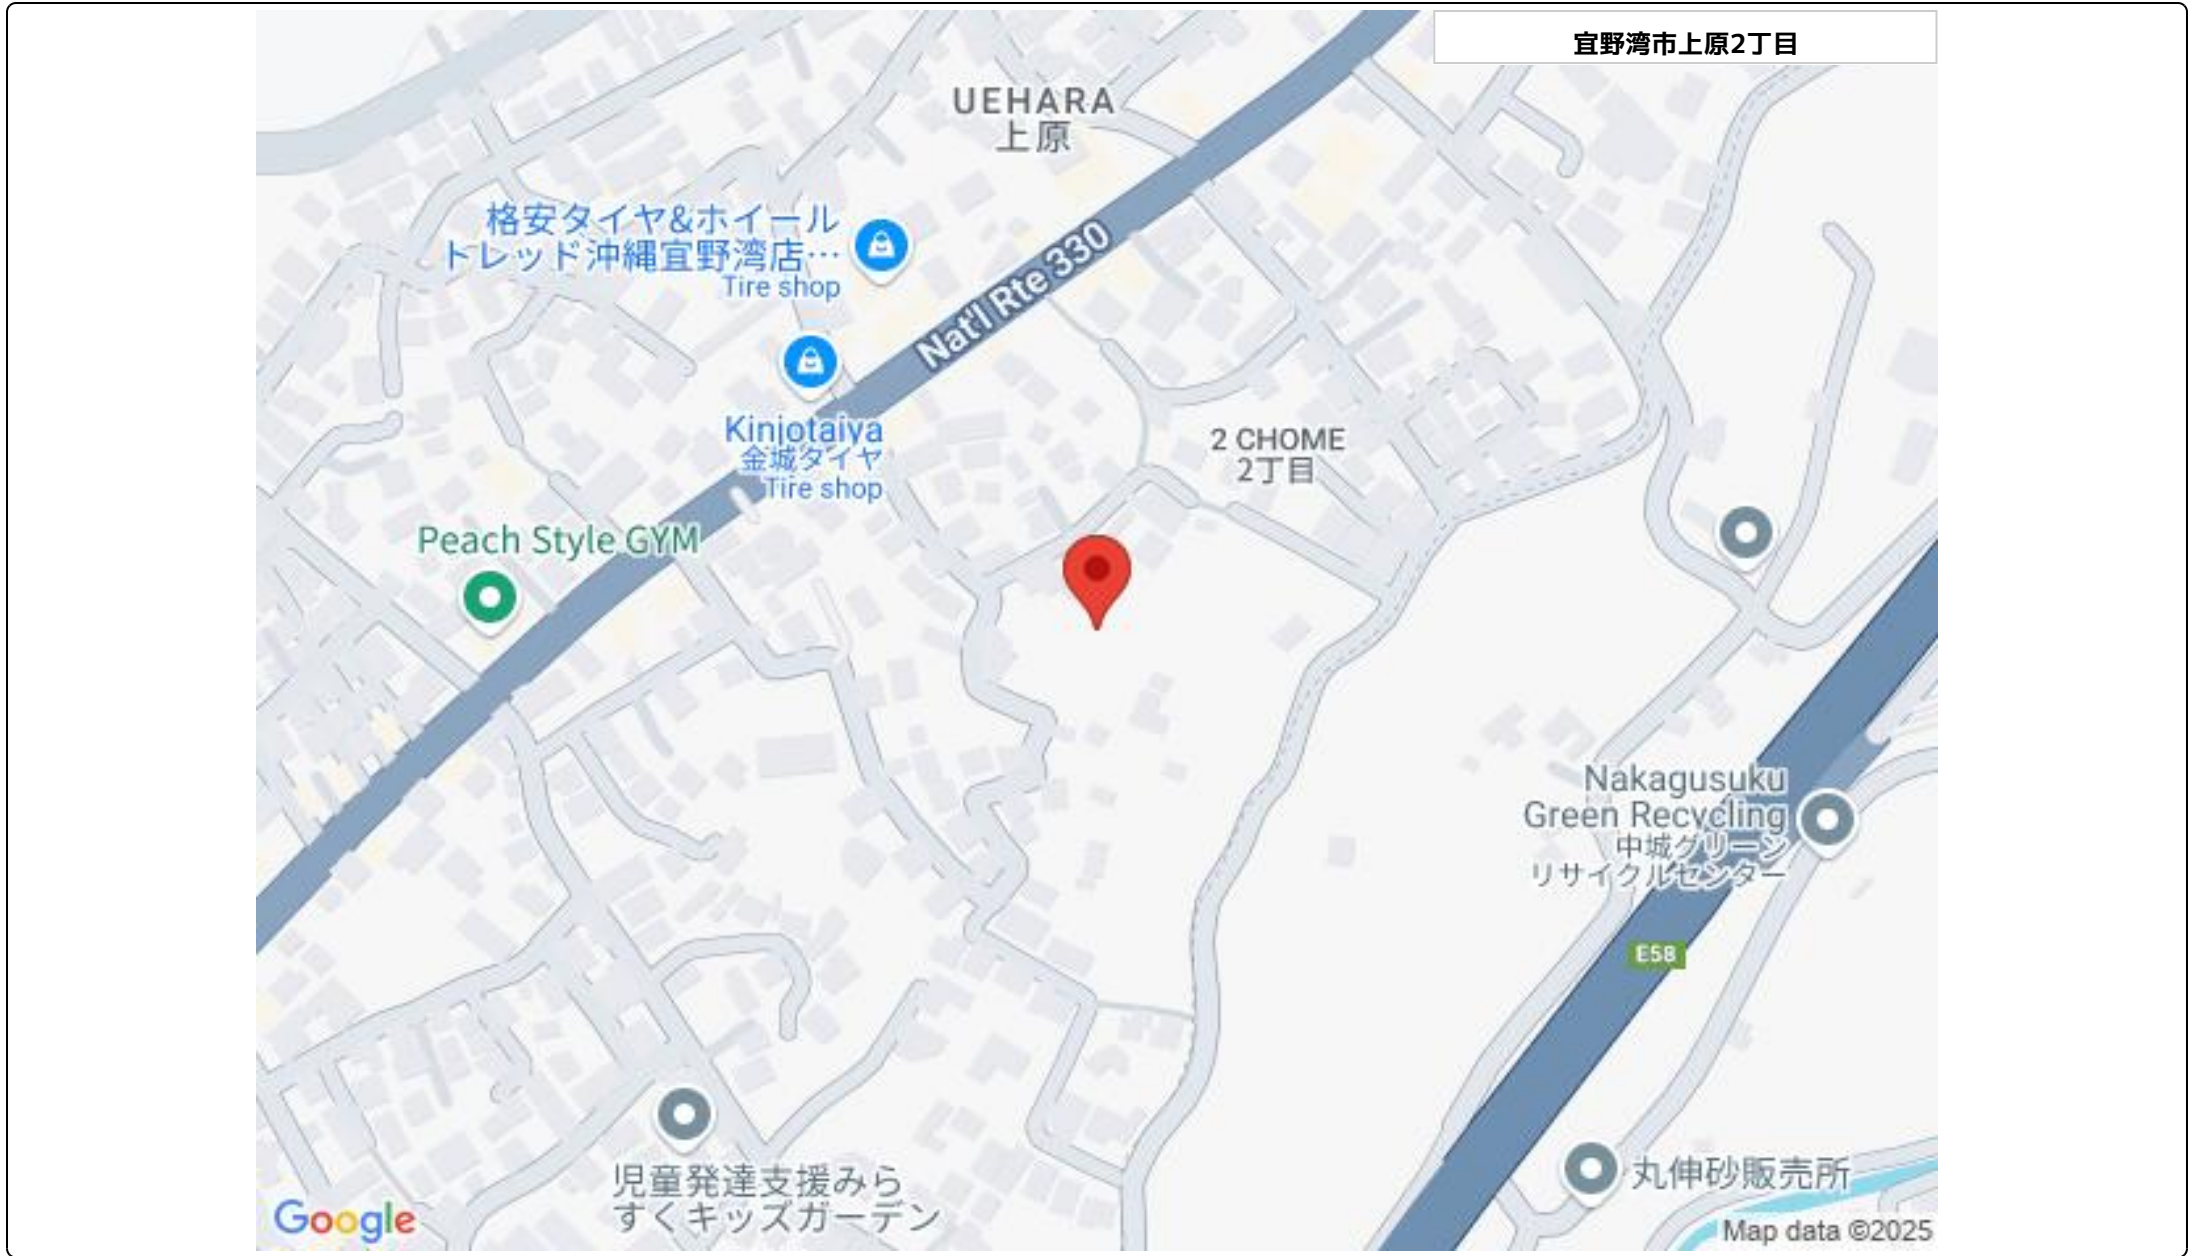 宜野湾市上原2丁目
UEHARA
上原
格安タイヤ&ホイール
トレッド沖縄宜野湾店…
Tire shop
Nat'l Rte 330
Kinjotaiya
金城タイヤ
Tire shop
2 CHOME
2丁目
Peach Style GYM
Nakagusuku
Green Recycling
中城グリーン
リサイクルセンター
E58
児童発達支援みら
すくキッズガーデン
丸伸砂販売所
Google
Map data ©2025